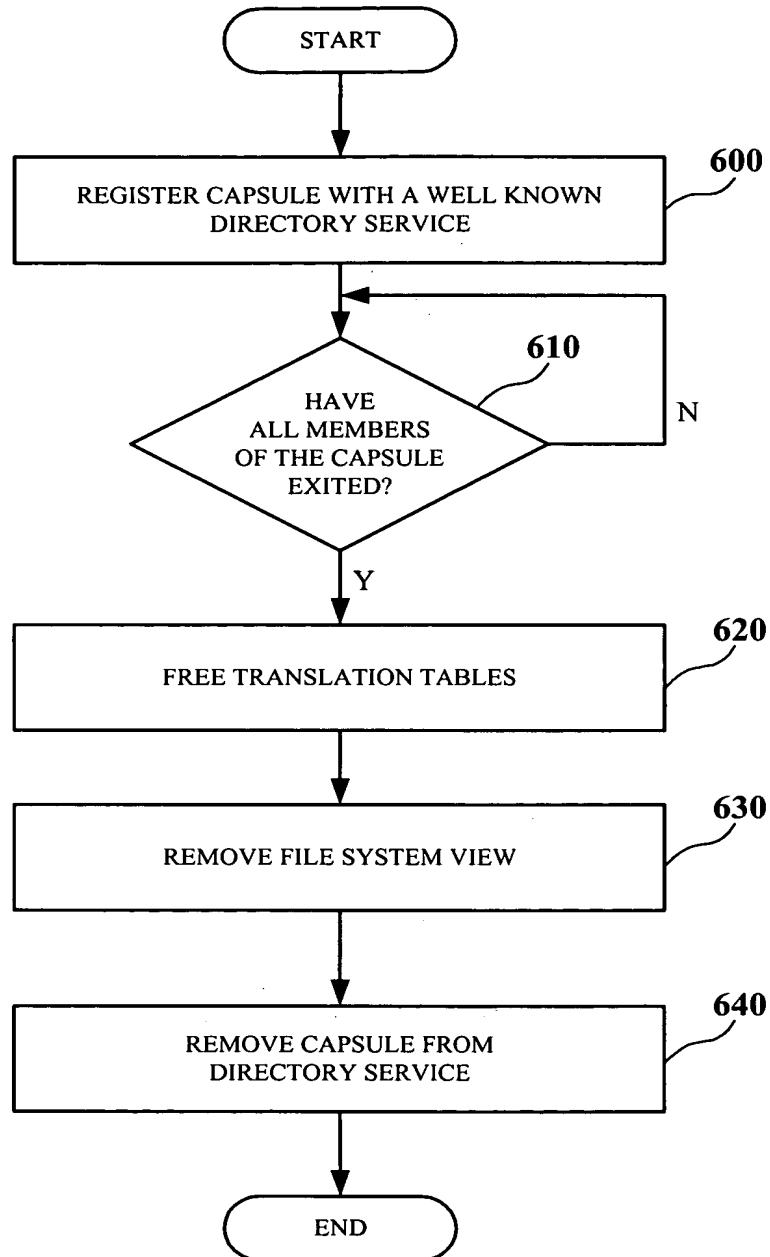 START
600
REGISTER CAPSULE WITH A WELL KNOWN
DIRECTORY SERVICE
610
HAVE
ALL MEMBERS
OF THE CAPSULE
EXITED?
N
Y
620
FREE TRANSLATION TABLES
630
REMOVE FILE SYSTEM VIEW
640
REMOVE CAPSULE FROM
DIRECTORY SERVICE
END